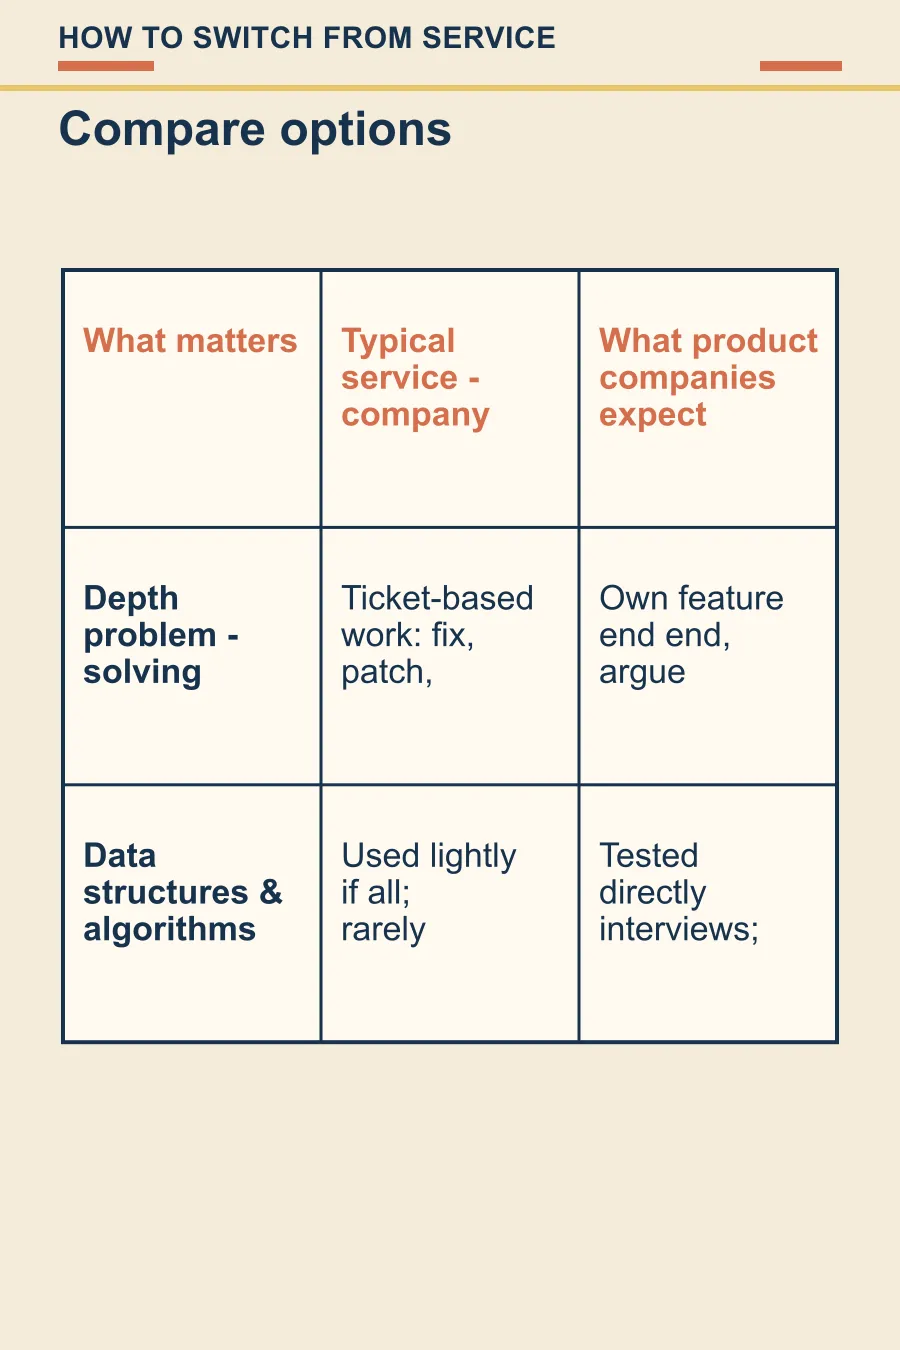 HOW TO SWITCH FROM SERVICE
Compare options
What matters
Typical
service -
company
What product
companies
expect
Depth
problem -
solving
Ticket-based
work: fix,
patch,
Own feature
end end,
argue
Data
structures &
algorithms
Used lightly
if all;
rarely
Tested
directly
interviews;